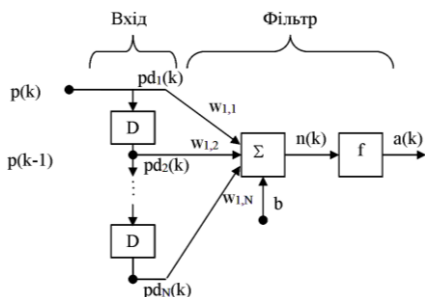 Вхід
Фільтр
p(k)
pd₁(k)
w₁,₁
D
p(k-1)
pd₂(k)
w₁,₂
Σ
n(k)
f
a(k)
w₁,N
b
D
pdN(k)